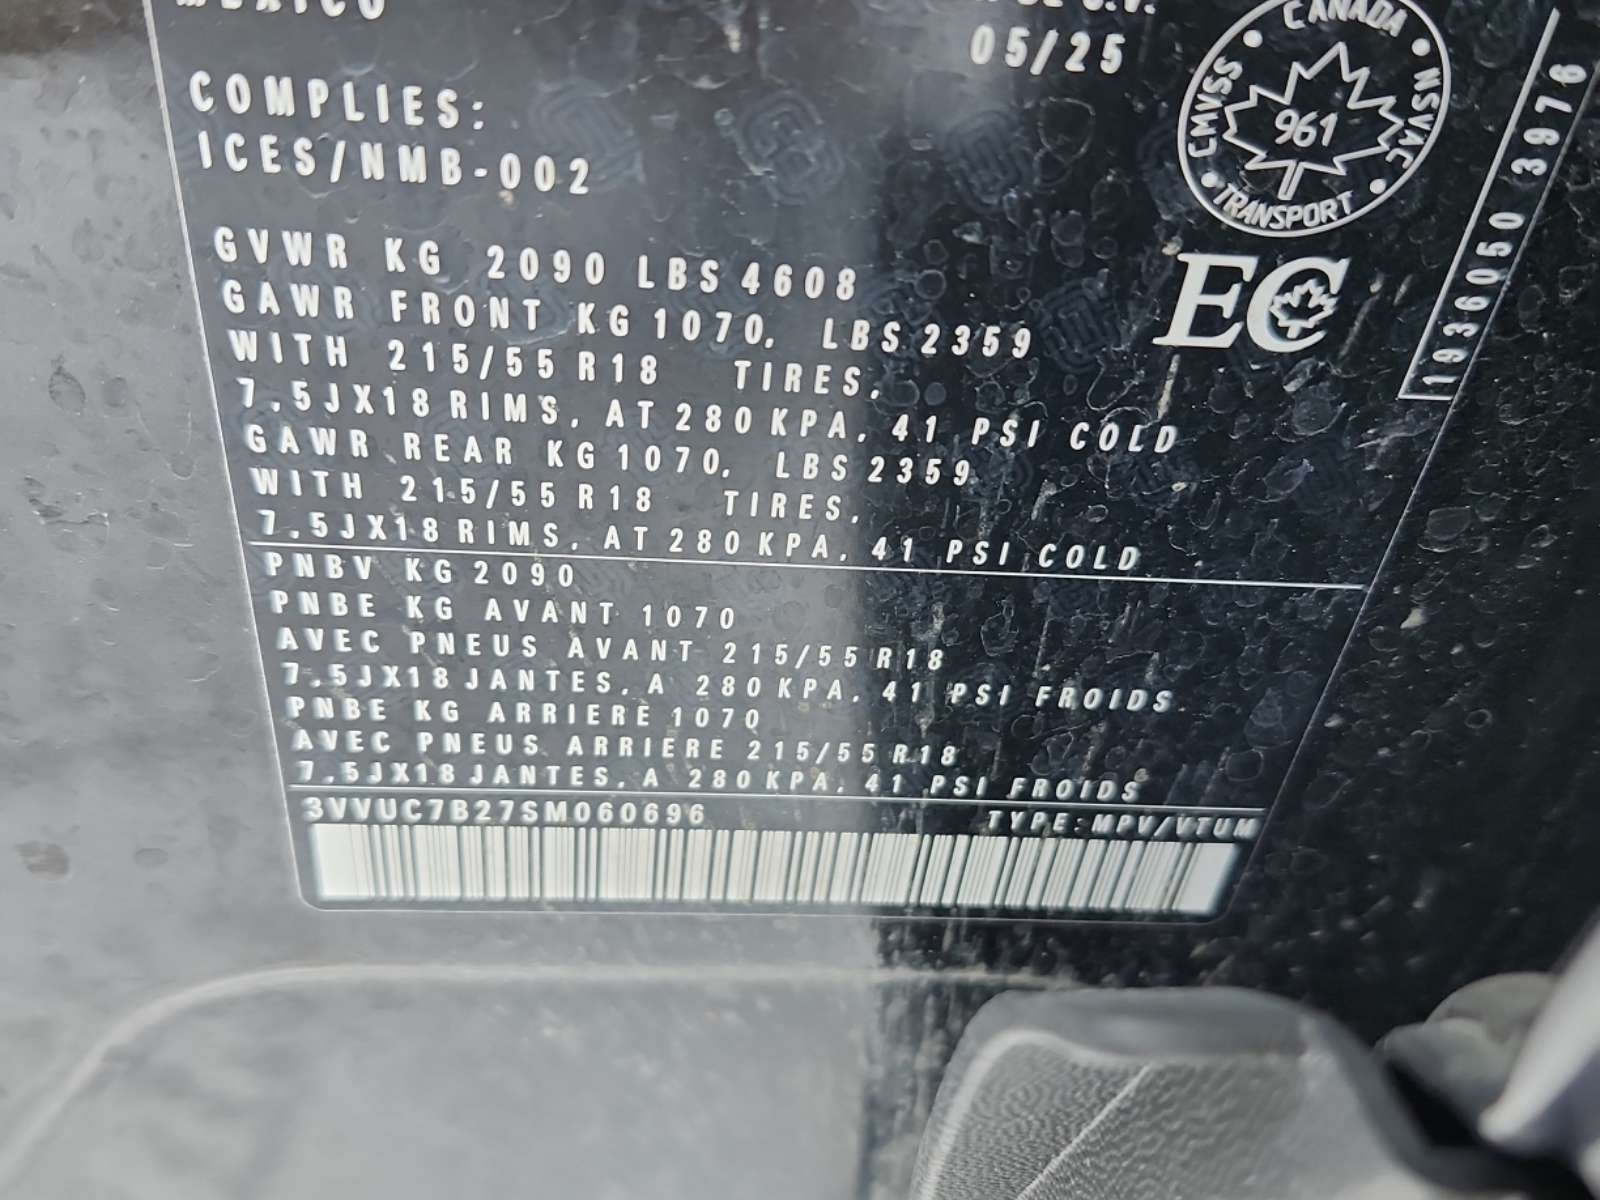 MEXICO
05/25
COMPLIES:
ICES/NMB-002
CANADA
CMVSS
NSVAC
961
TRANSPORT
EC
1936050 3976
GVWR KG 2090 LBS 4608
GAWR FRONT KG 1070, LBS 2359
WITH 215/55 R18 TIRES,
7.5JX18 RIMS, AT 280 KPA, 41 PSI COLD
GAWR REAR KG 1070, LBS 2359
WITH 215/55 R18 TIRES,
7.5JX18 RIMS, AT 280 KPA, 41 PSI COLD
PNBV KG 2090
PNBE KG AVANT 1070
AVEC PNEUS AVANT 215/55 R18
7.5JX18 JANTES, A 280 KPA, 41 PSI FROIDS
PNBE KG ARRIERE 1070
AVEC PNEUS ARRIERE 215/55 R18
7.5JX18 JANTES, A 280 KPA, 41 PSI FROIDS
3VVUC7B27SM060696 TYPE: MPV/VTUM